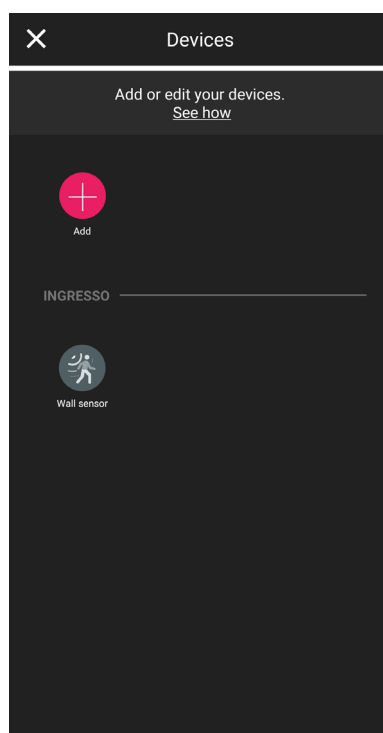 Devices
Add or edit your devices.
See how
Add
INGRESSO
Wall sensor